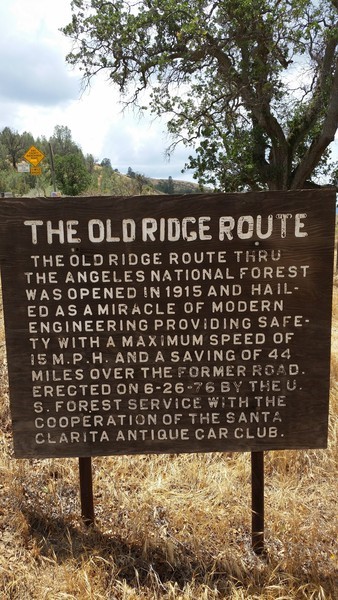 THE OLD RIDGE ROUTE
THE OLD RIDGE ROUTE THRU
THE ANGELES NATIONAL FOREST
WAS OPENED IN 1915 AND HAIL-
ED AS A MIRACLE OF MODERN
ENGINEERING PROVIDING SAFE-
TY WITH A MAXIMUM SPEED OF
15 M.P.H. AND A SAVING OF 44
MILES OVER THE FORMER ROAD.
ERECTED ON 6-26-76 BY THE U.
S. FOREST SERVICE WITH THE
COOPERATION OF THE SANTA
CLARITA ANTIQUE CAR CLUB.